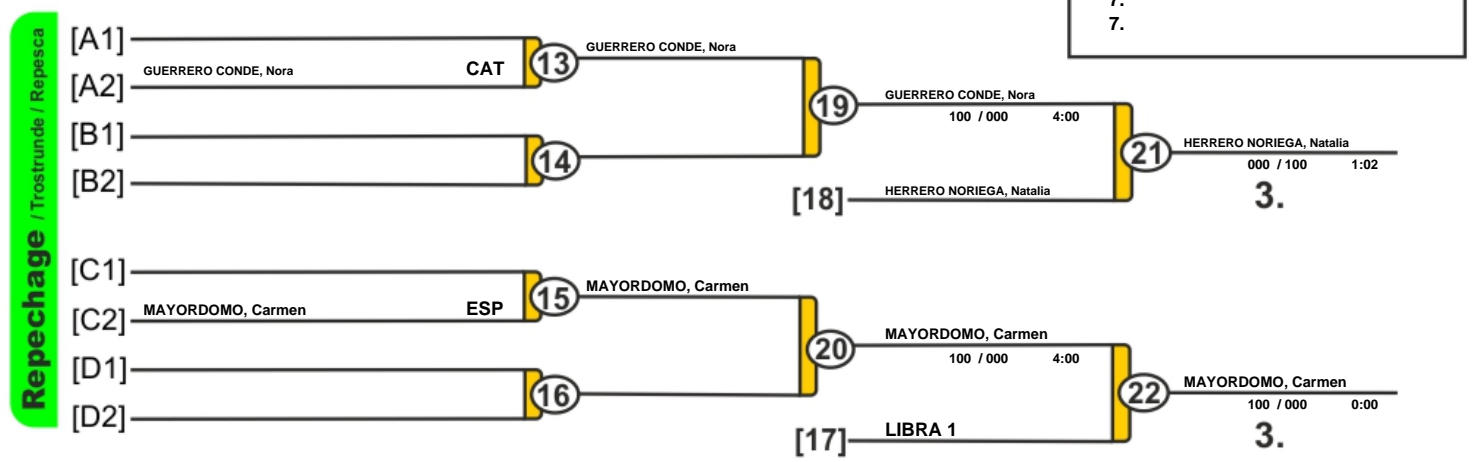 7.
7.
Repechage / Trostrunde / Repesca
[A1]
GUERRERO CONDE, Nora CAT
[A2]
13
GUERRERO CONDE, Nora
[B1]
[B2]
14
19
GUERRERO CONDE, Nora
100 / 000 4:00
[18]
HERRERO NORIEGA, Natalia
21
HERRERO NORIEGA, Natalia
000 / 100 1:02
3.
[C1]
MAYORDOMO, Carmen ESP
[C2]
15
MAYORDOMO, Carmen
[D1]
[D2]
16
20
MAYORDOMO, Carmen
100 / 000 4:00
[17]
LIBRA 1
22
MAYORDOMO, Carmen
100 / 000 0:00
3.